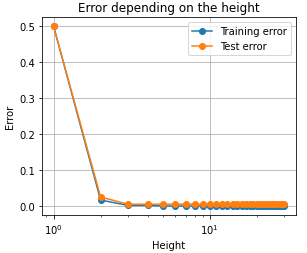 Error depending on the height
Training error
Test error
0.5
0.4
0.3
0.2
0.1
0.0
Error
10⁰
10¹
Height